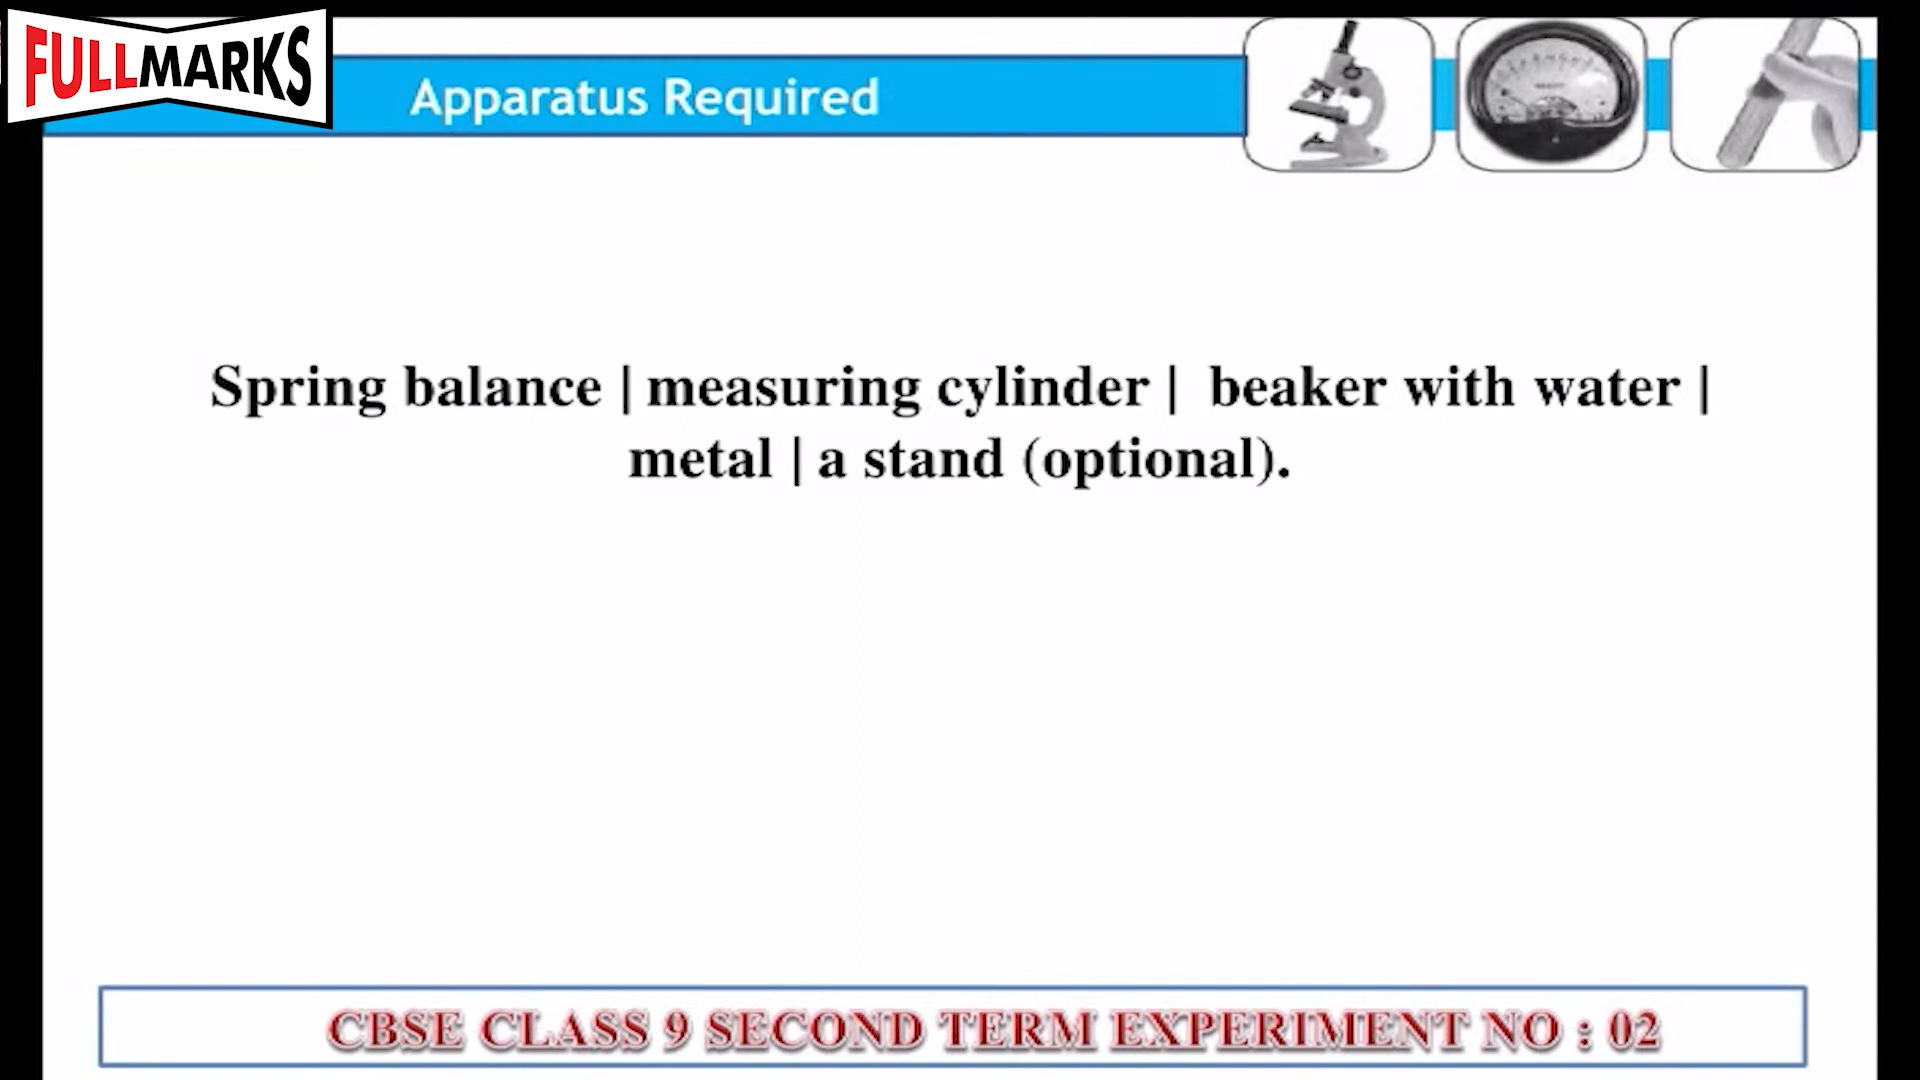 FULLMARKS
Apparatus Required
Spring balance | measuring cylinder | beaker with water |
metal | a stand (optional).
CBSE CLASS 9 SECOND TERM EXPERIMENT NO : 02